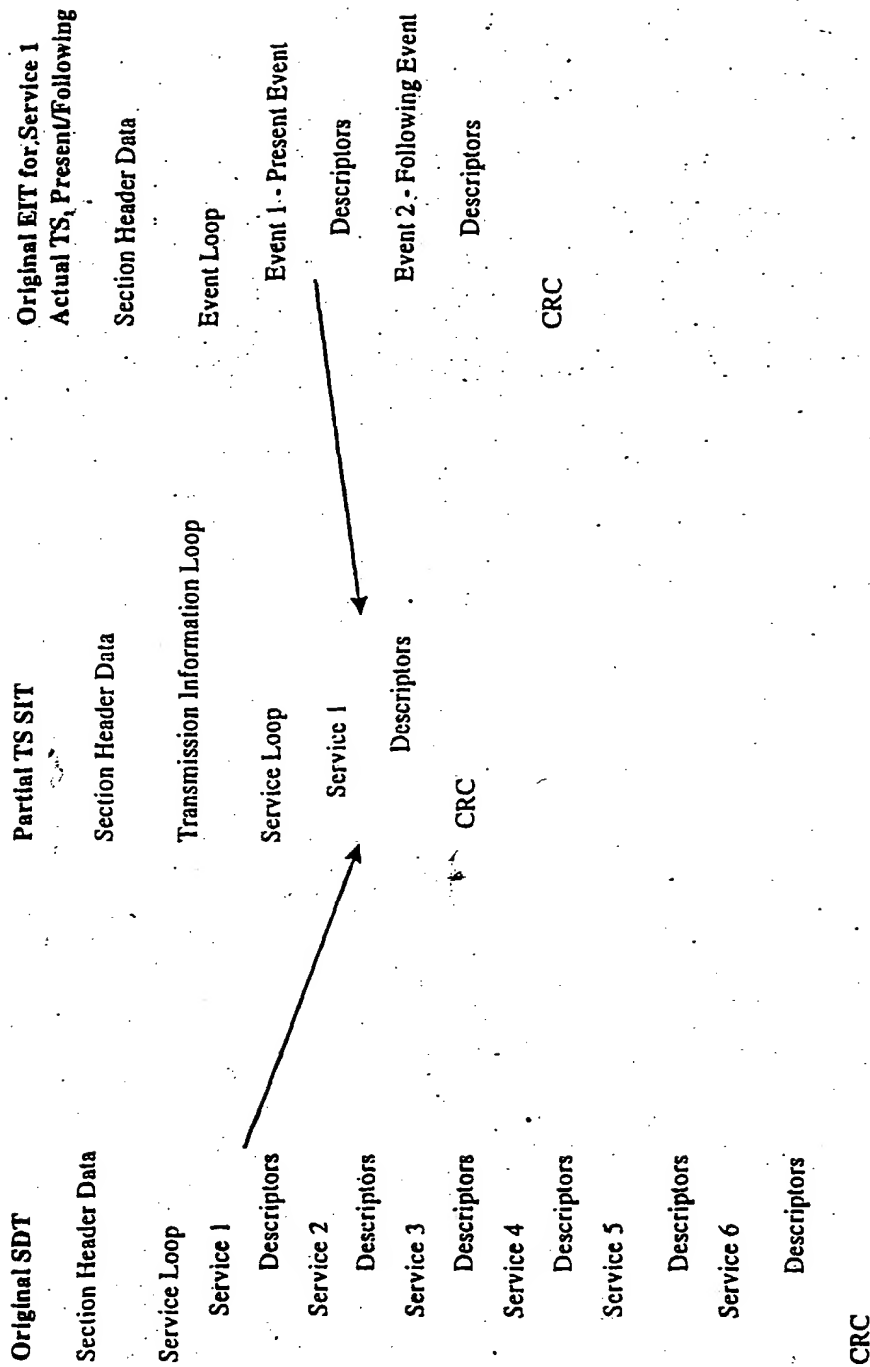 Original SDT
Section Header Data
Service Loop
Service 1
Descriptors
Service 2
Descriptors
Service 3
Descriptors
Service 4
Descriptors
Service 5
Descriptors
Service 6
Descriptors
CRC
Partial TS SIT
Section Header Data
Transmission Information Loop
Service Loop
Service 1
Descriptors
CRC
Original EIT for Service 1
Actual TS, Present/Following
Section Header Data
Event Loop
Event 1 - Present Event
Descriptors
Event 2 - Following Event
Descriptors
CRC